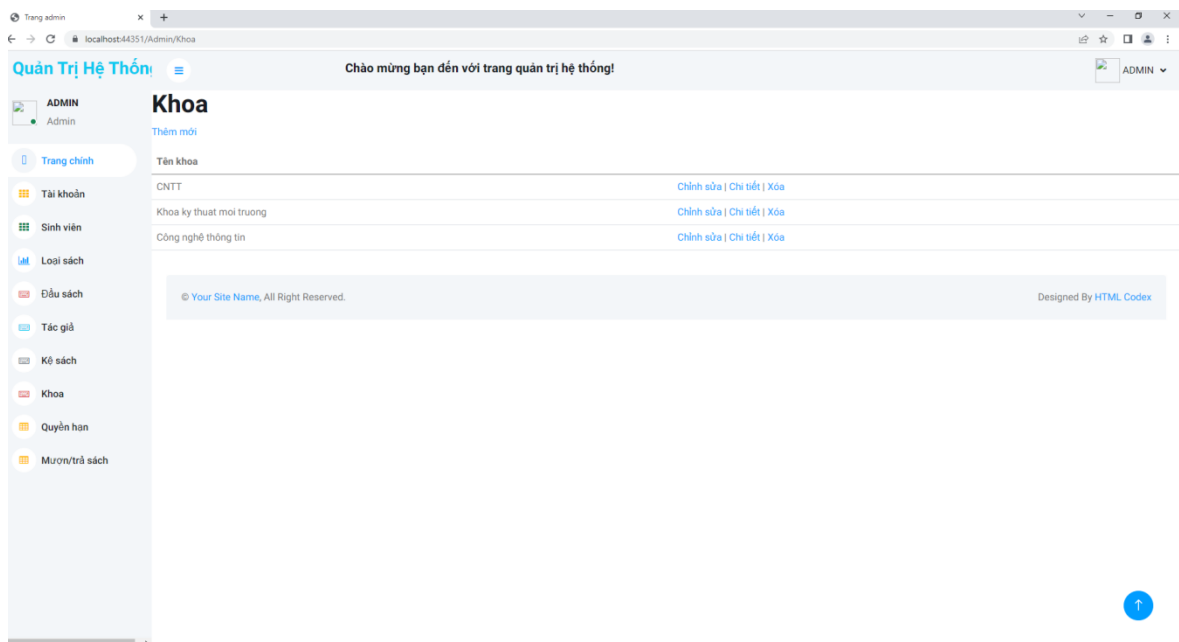 Trang admin
localhost:44351/Admin/Khoa
Quản Trị Hệ Thống
Chào mừng bạn đến với trang quản trị hệ thống!
ADMIN
ADMIN
Admin
Khoa
Thêm mới
Trang chính
Tài khoản
Sinh viên
Loại sách
Đầu sách
Tác giả
Kệ sách
Khoa
Quyền hạn
Mượn/trả sách
Tên khoa
CNTT Chỉnh sửa | Chi tiết | Xóa
Khoa ky thuat moi truong Chỉnh sửa | Chi tiết | Xóa
Công nghệ thông tin Chỉnh sửa | Chi tiết | Xóa
© Your Site Name, All Right Reserved. Designed By HTML Codex